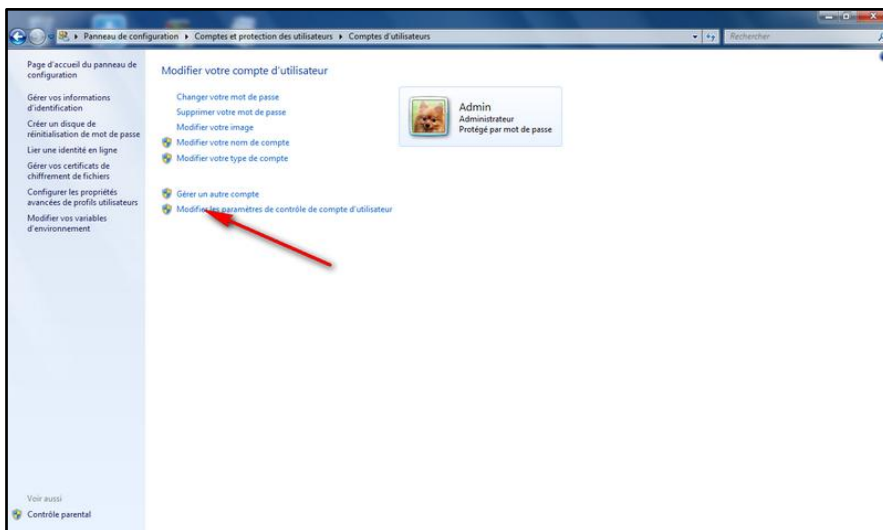 Panneau de configuration ▸ Comptes et protection des utilisateurs ▸ Comptes d'utilisateurs
Rechercher
Page d'accueil du panneau de
configuration
Gérer vos informations
d'identification
Créer un disque de
réinitialisation de mot de passe
Lier une identité en ligne
Gérer vos certificats de
chiffrement de fichiers
Configurer les propriétés
avancées de profils utilisateurs
Modifier vos variables
d'environnement
Voir aussi
Contrôle parental
Modifier votre compte d'utilisateur
Changer votre mot de passe
Supprimer votre mot de passe
Modifier votre image
Modifier votre nom de compte
Modifier votre type de compte
Gérer un autre compte
Modifier les paramètres de contrôle de compte d'utilisateur
Admin
Administrateur
Protégé par mot de passe